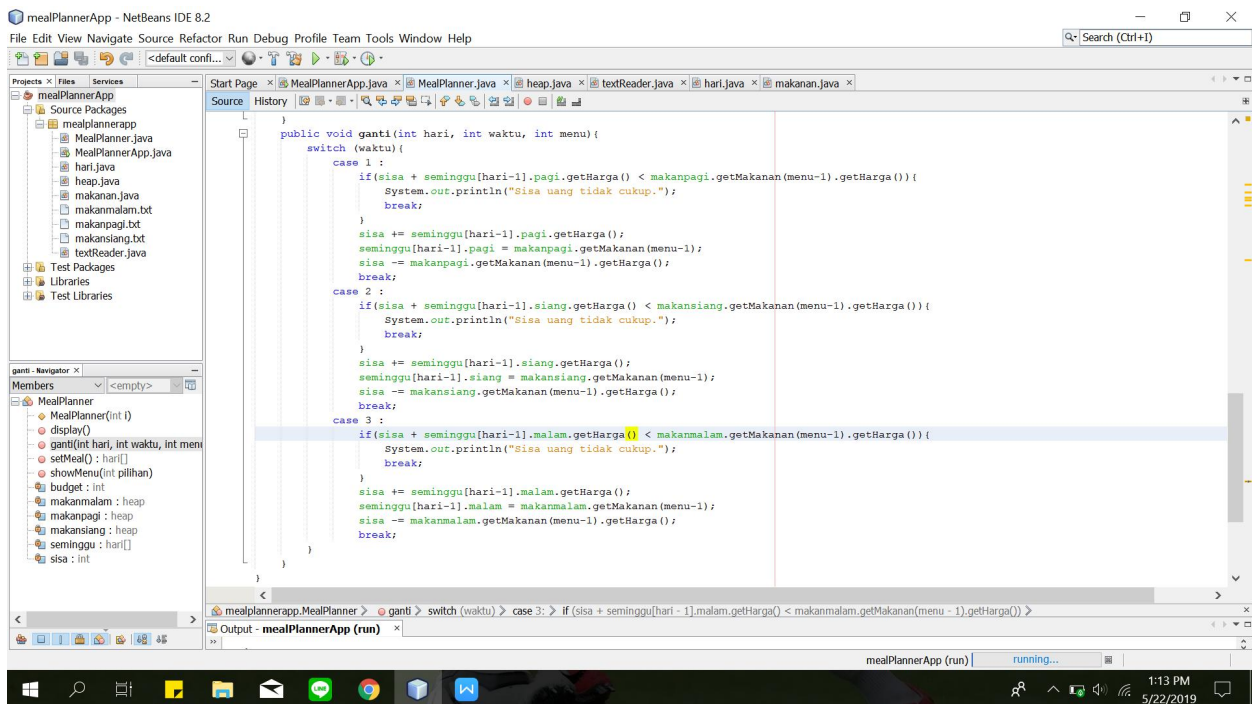 mealPlannerApp - NetBeans IDE 8.2
File Edit View Navigate Source Refactor Run Debug Profile Team Tools Window Help
Search (Ctrl+I)
<default confi...
Projects Files Services
Start Page MealPlannerApp.java MealPlanner.java heap.java textReader.java hari.java makanan.java
Source History
mealPlannerApp
Source Packages
mealplannerapp
MealPlanner.java
MealPlannerApp.java
hari.java
heap.java
makanan.java
makanmalam.txt
makanpagi.txt
makansiang.txt
textReader.java
Test Packages
Libraries
Test Libraries
ganti - Navigator
Members <empty>
MealPlanner
MealPlanner(int i)
display()
ganti(int hari, int waktu, int men
setMeal() : hari[]
showMenu(int pilihan)
budget : int
makanmalam : heap
makanpagi : heap
makansiang : heap
seminggu : hari[]
sisa : int
}
public void ganti(int hari, int waktu, int menu){
switch (waktu){
case 1 :
if(sisa + seminggu[hari-1].pagi.getHarga() < makanpagi.getMakanan(menu-1).getHarga()){
System.out.println("Sisa uang tidak cukup.");
break;
}
sisa += seminggu[hari-1].pagi.getHarga();
seminggu[hari-1].pagi = makanpagi.getMakanan(menu-1);
sisa -= makanpagi.getMakanan(menu-1).getHarga();
break;
case 2 :
if(sisa + seminggu[hari-1].siang.getHarga() < makansiang.getMakanan(menu-1).getHarga()){
System.out.println("Sisa uang tidak cukup.");
break;
}
sisa += seminggu[hari-1].siang.getHarga();
seminggu[hari-1].siang = makansiang.getMakanan(menu-1);
sisa -= makansiang.getMakanan(menu-1).getHarga();
break;
case 3 :
if(sisa + seminggu[hari-1].malam.getHarga() < makanmalam.getMakanan(menu-1).getHarga()){
System.out.println("Sisa uang tidak cukup.");
break;
}
sisa += seminggu[hari-1].malam.getHarga();
seminggu[hari-1].malam = makanmalam.getMakanan(menu-1);
sisa -= makanmalam.getMakanan(menu-1).getHarga();
break;
}
}
}
mealplannerapp.MealPlanner > ganti > switch (waktu) > case 3: > if (sisa + seminggu[hari - 1].malam.getHarga() < makanmalam.getMakanan(menu - 1).getHarga()) >
Output - mealPlannerApp (run)
mealPlannerApp (run) running...
LINE
1:13 PM
5/22/2019